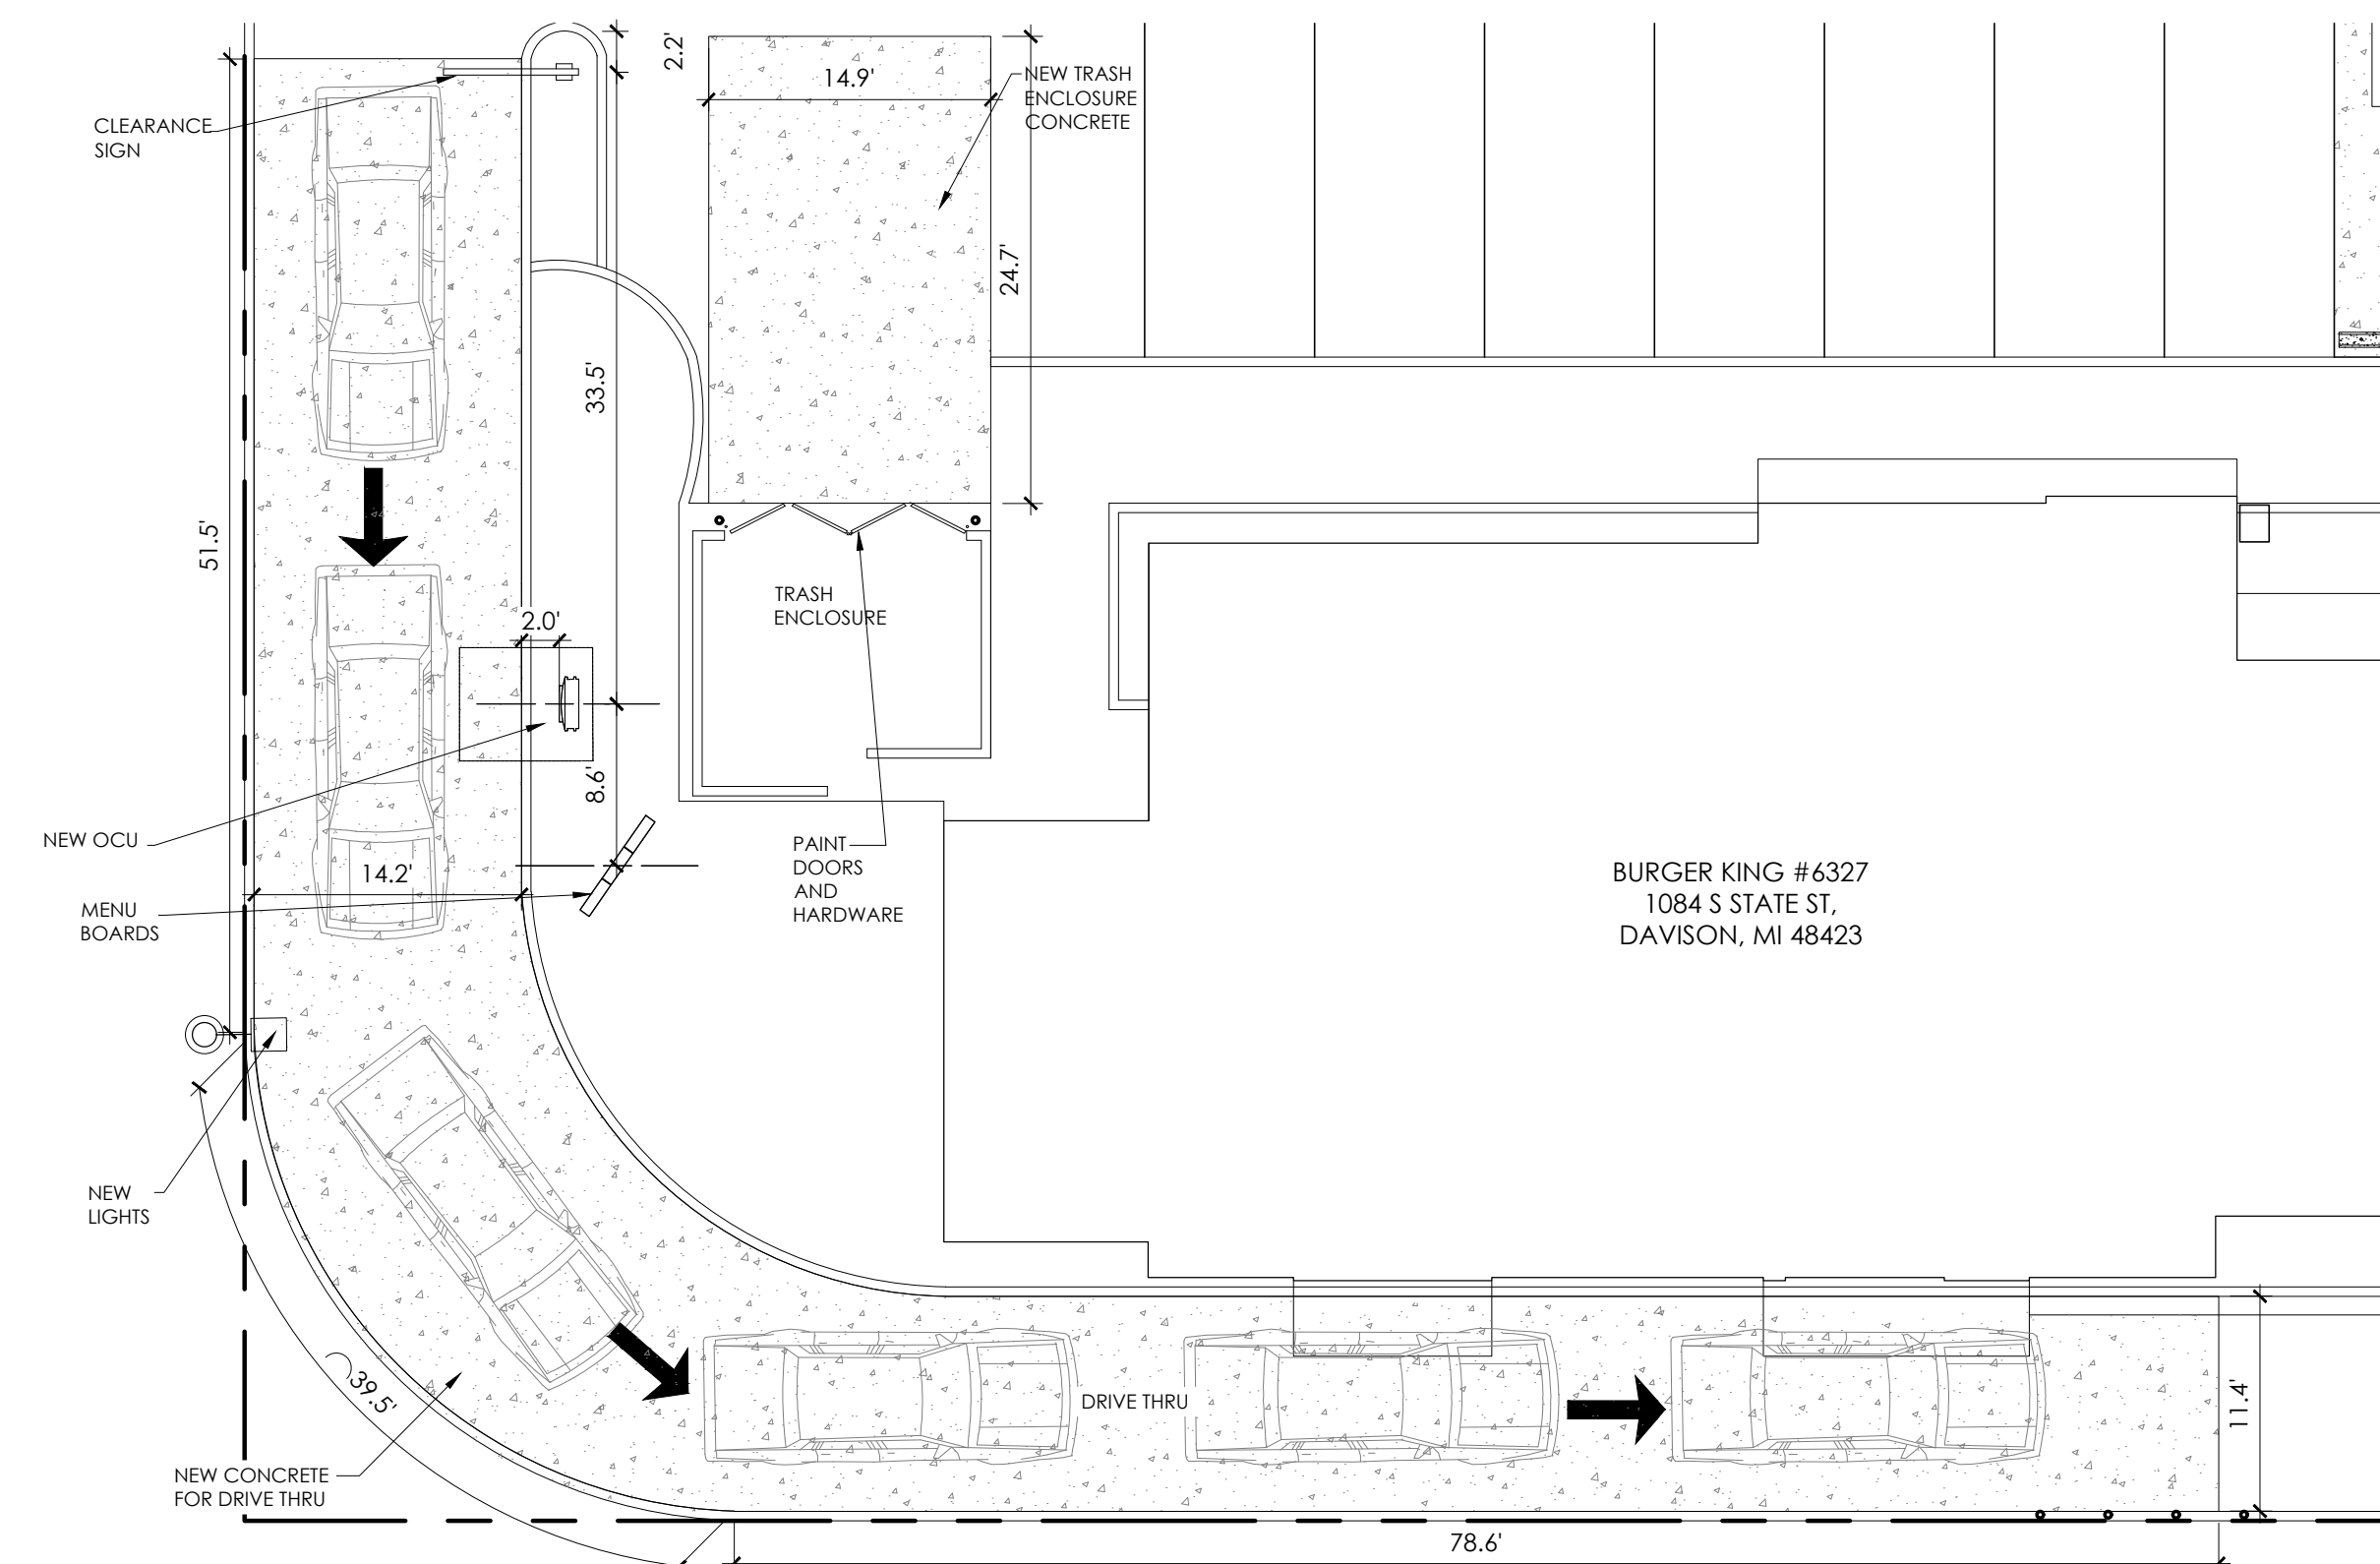 2.2'
14.9'
NEW TRASH
ENCLOSURE
CONCRETE
CLEARANCE
SIGN
24.7'
33.5'
51.5'
TRASH
ENCLOSURE
2.0'
8.6'
NEW OCU
14.2'
PAINT
DOORS
AND
HARDWARE
MENU
BOARDS
BURGER KING #6327
1084 S STATE ST,
DAVISON, MI 48423
NEW
LIGHTS
39.5'
DRIVE THRU
11.4'
NEW CONCRETE
FOR DRIVE THRU
78.6'